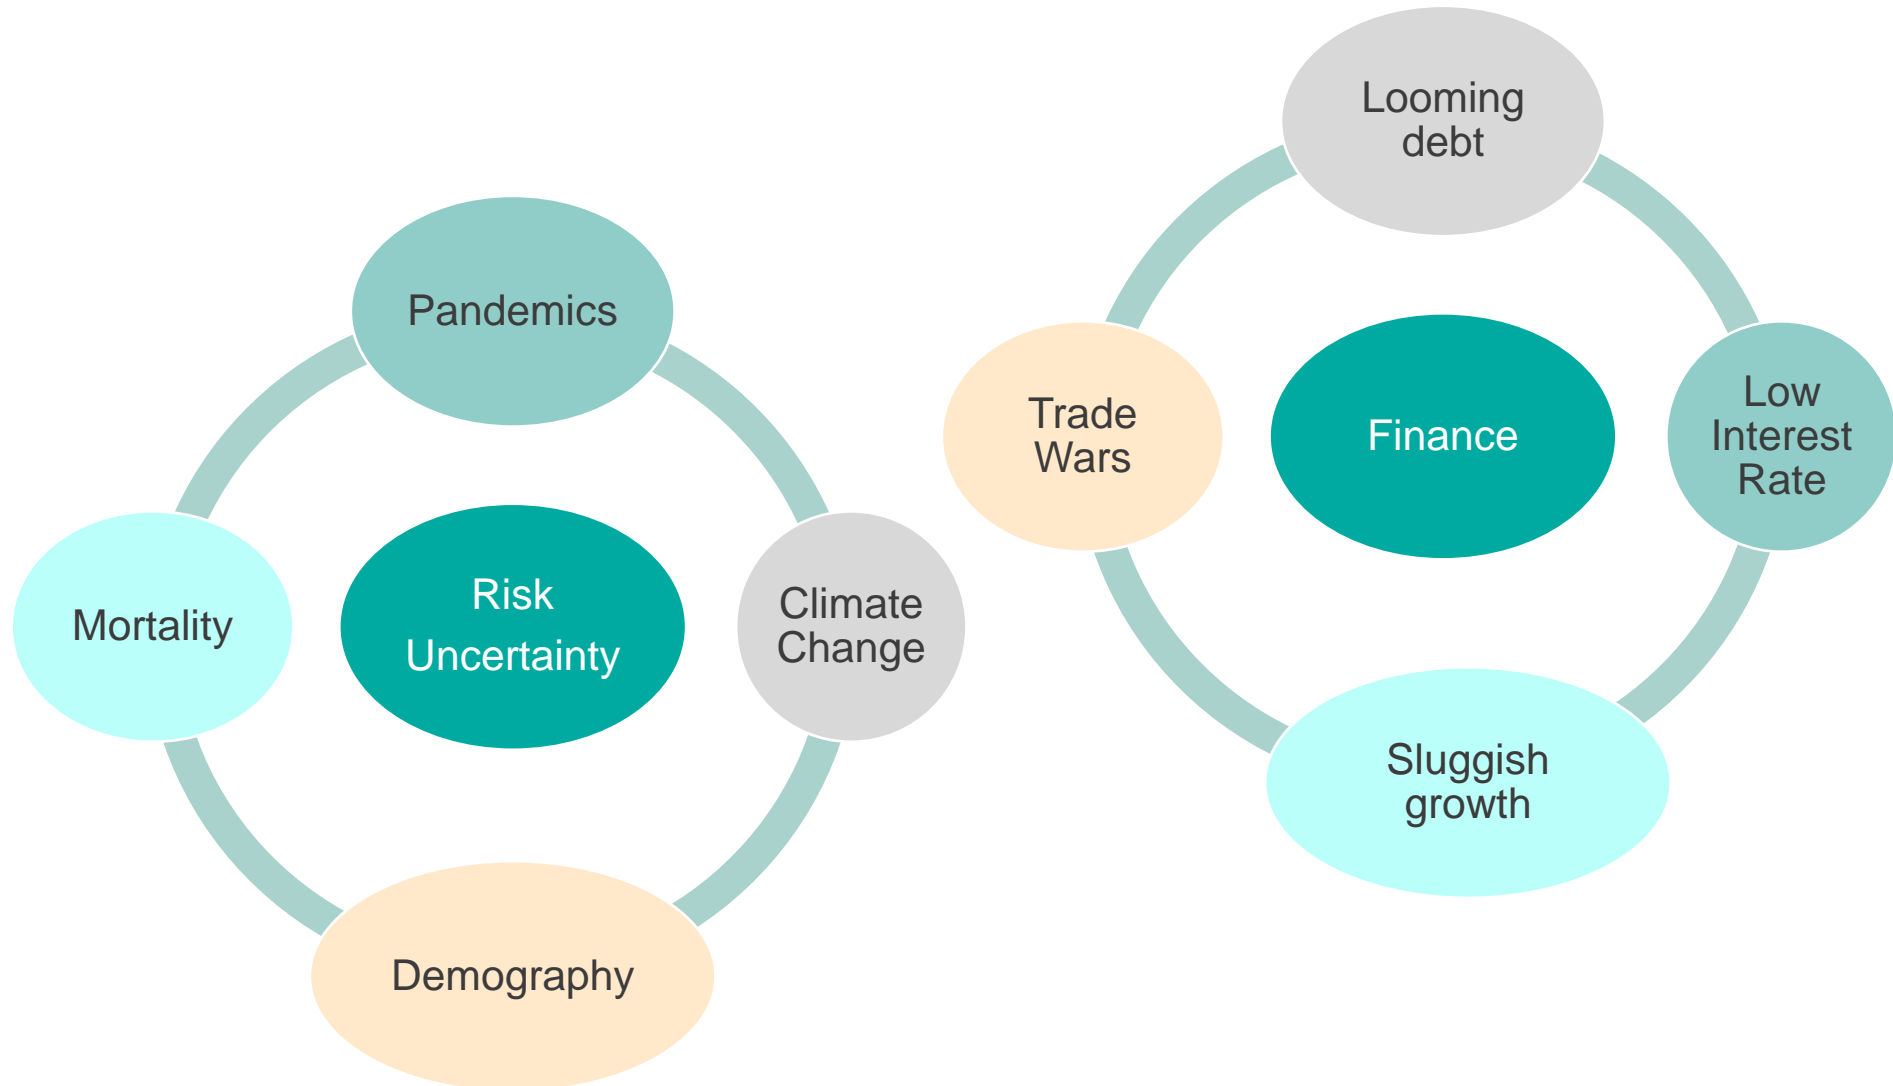 Pandemics
Mortality
Risk
Uncertainty
Climate
Change
Demography
Looming
debt
Trade
Wars
Finance
Low
Interest
Rate
Sluggish
growth